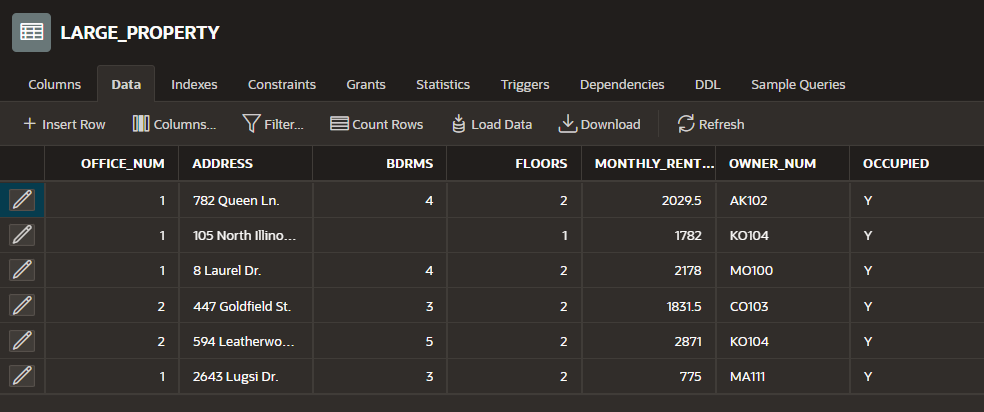 LARGE_PROPERTY
Columns Data Indexes Constraints Grants Statistics Triggers Dependencies DDL Sample Queries
+ Insert Row Columns... Filter... Count Rows Load Data Download Refresh
OFFICE_NUM ADDRESS BDRMS FLOORS MONTHLY_RENT... OWNER_NUM OCCUPIED
1 782 Queen Ln. 4 2 2029.5 AK102 Y
1 105 North Illino... 1 1782 KO104 Y
1 8 Laurel Dr. 4 2 2178 MO100 Y
2 447 Goldfield St. 3 2 1831.5 CO103 Y
2 594 Leatherwo... 5 2 2871 KO104 Y
1 2643 Lugsi Dr. 3 2 775 MA111 Y